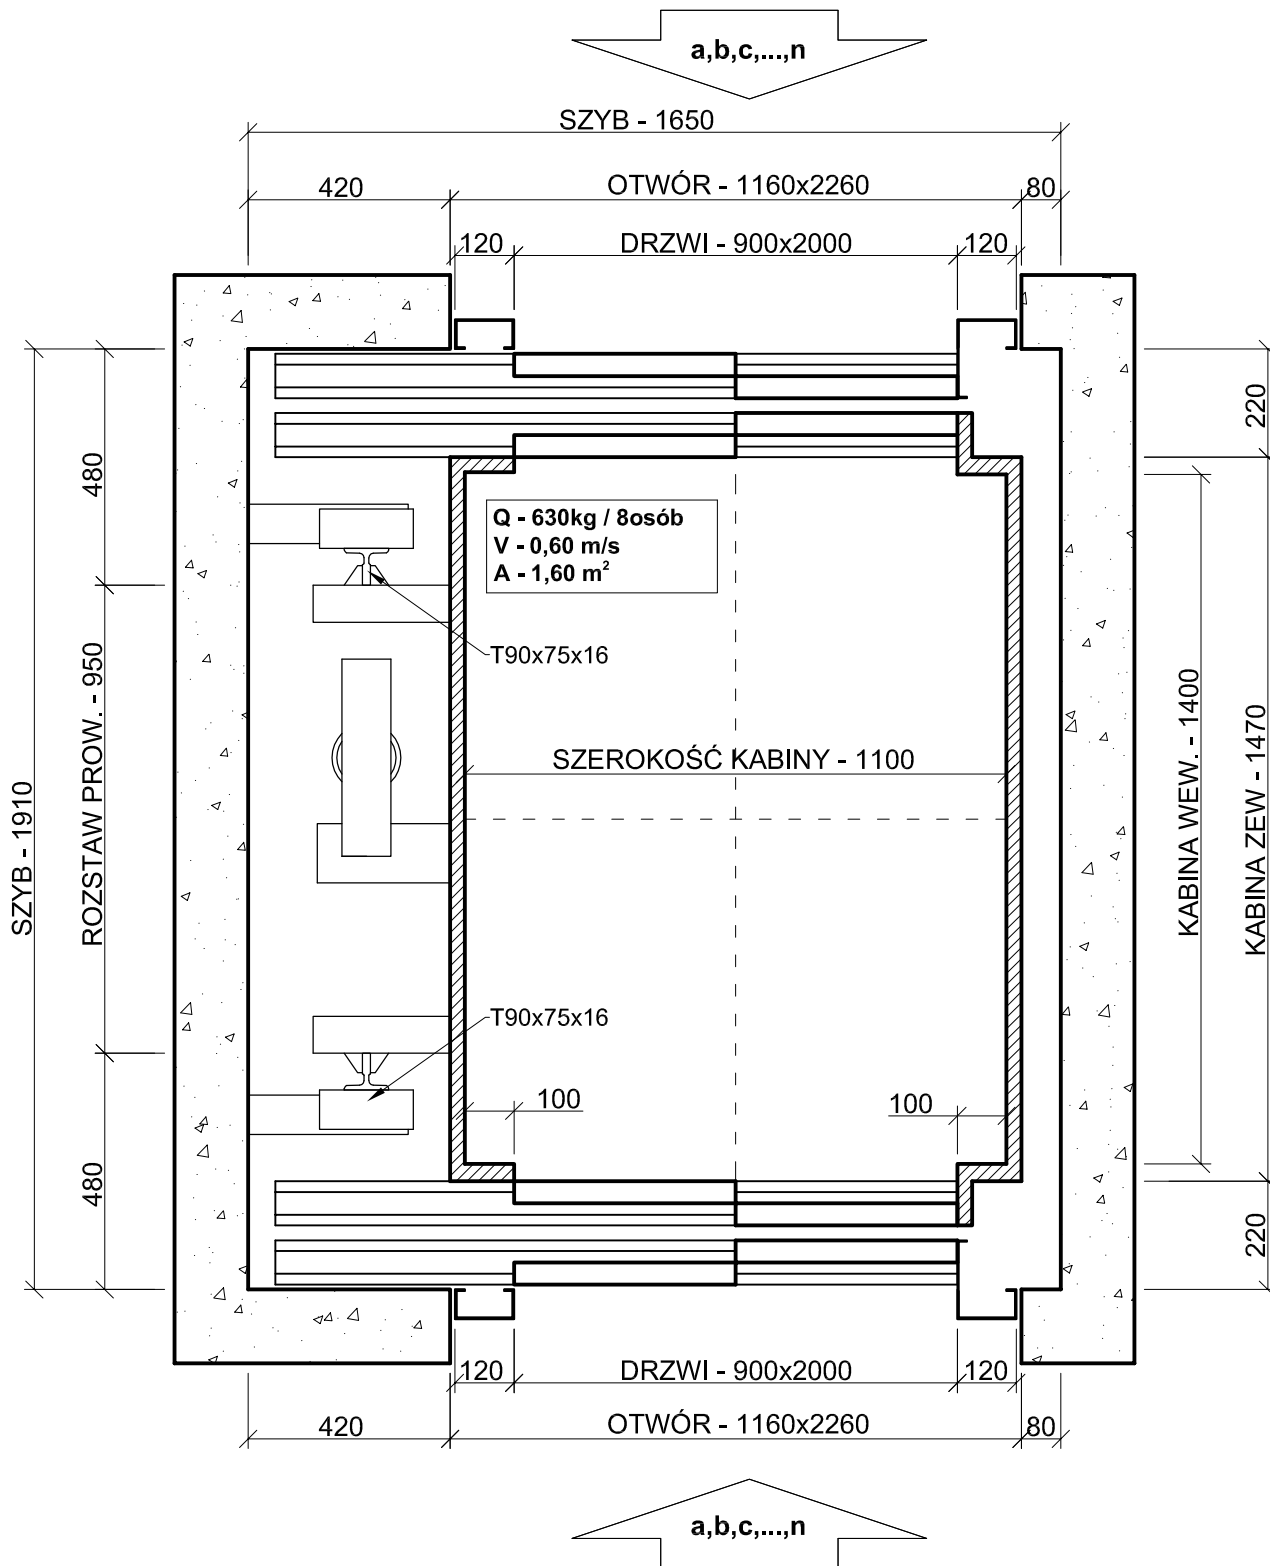 a,b,c,...,n
SZYB - 1650
420
OTWÓR - 1160x2260
80
120
DRZWI - 900x2000
120
220
480
Q - 630kg / 8osób
V - 0,60 m/s
A - 1,60 m²
T90x75x16
ROZSTAW PROW. - 950
SZYB - 1910
SZEROKOŚĆ KABINY - 1100
KABINA WEW. - 1400
KABINA ZEW - 1470
T90x75x16
100
100
480
220
120
DRZWI - 900x2000
120
420
OTWÓR - 1160x2260
80
a,b,c,...,n